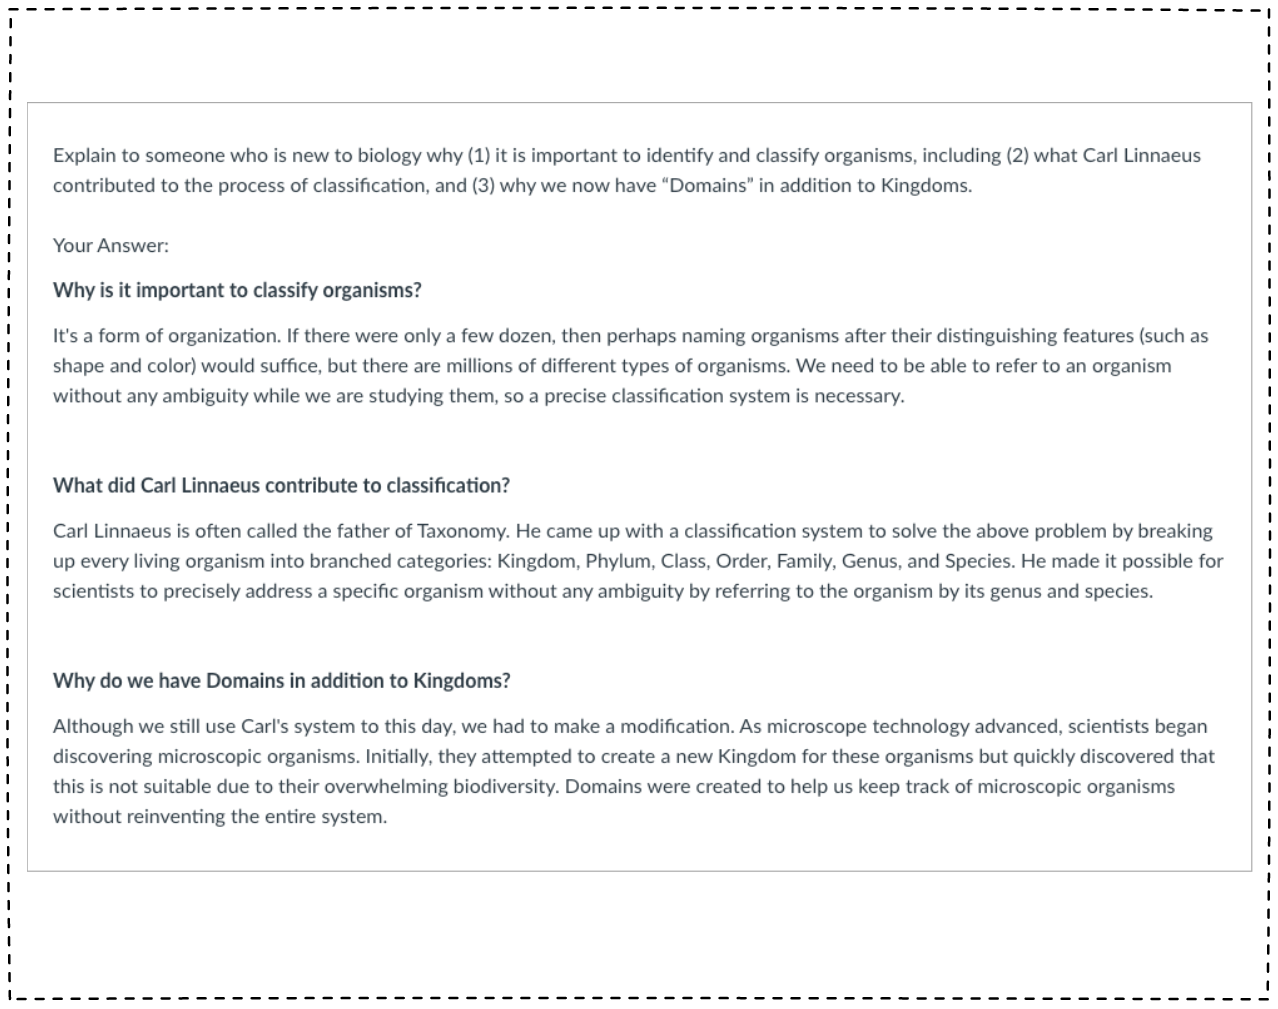 Explain to someone who is new to biology why (1) it is important to identify and classify organisms, including (2) what Carl Linnaeus
contributed to the process of classification, and (3) why we now have “Domains” in addition to Kingdoms.
Your Answer:
Why is it important to classify organisms?
It's a form of organization. If there were only a few dozen, then perhaps naming organisms after their distinguishing features (such as
shape and color) would suffice, but there are millions of different types of organisms. We need to be able to refer to an organism
without any ambiguity while we are studying them, so a precise classification system is necessary.
What did Carl Linnaeus contribute to classification?
Carl Linnaeus is often called the father of Taxonomy. He came up with a classification system to solve the above problem by breaking
up every living organism into branched categories: Kingdom, Phylum, Class, Order, Family, Genus, and Species. He made it possible for
scientists to precisely address a specific organism without any ambiguity by referring to the organism by its genus and species.
Why do we have Domains in addition to Kingdoms?
Although we still use Carl's system to this day, we had to make a modification. As microscope technology advanced, scientists began
discovering microscopic organisms. Initially, they attempted to create a new Kingdom for these organisms but quickly discovered that
this is not suitable due to their overwhelming biodiversity. Domains were created to help us keep track of microscopic organisms
without reinventing the entire system.